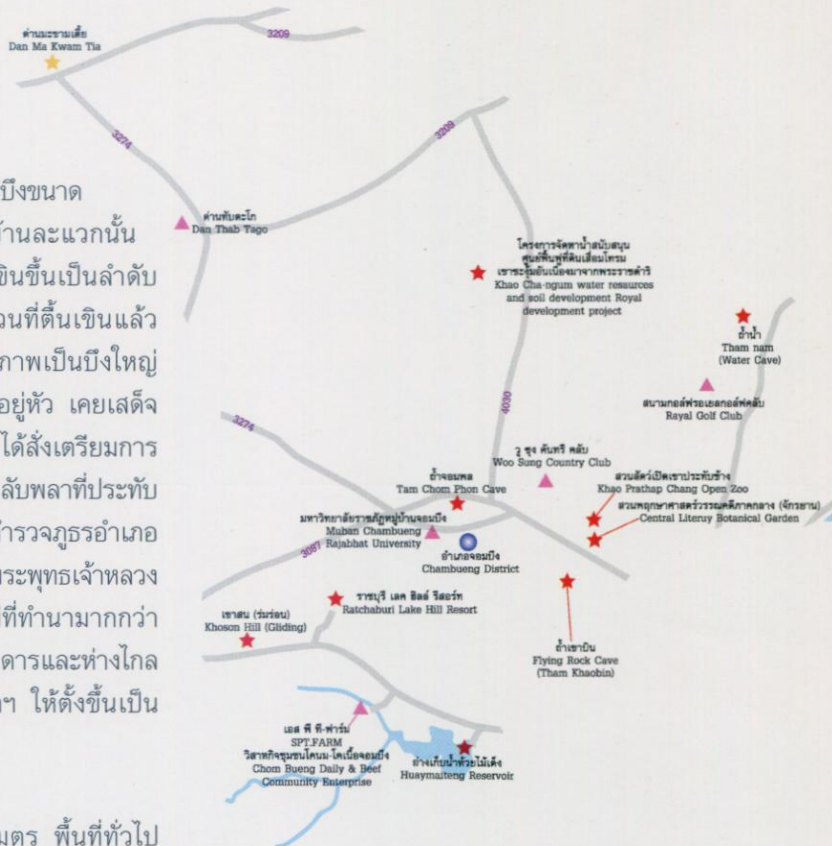 ด่านมะขามเตี้ย
Dan Ma Kwam Tia
3209
3274
3209
ด่านทับตะโก
Dan Thab Tago
โครงการจัดหาน้ำสนับสนุน
ศูนย์ฟื้นฟูที่ดินเสื่อมโทรม
เขาชะงุ้มอันเนื่องมาจากพระราชดำริ
Khao Cha-ngum water resaurces
and soil development Royal
development project
ถ้ำน้ำ
Tham nam
(Water Cave)
4030
สนามกอล์ฟรอเยลกอล์ฟคลับ
Rayal Golf Club
3274
วู ซุง คันทรี คลับ
Woo Sung Country Club
ถ้ำจอมพล
Tam Chom Phon Cave
สวนสัตว์เปิดเขาประทับช้าง
Khao Prathap Chang Open Zoo
สวนพฤกษาศาสตร์วรรณคดีภาคกลาง (จักรยาน)
Central Literuy Botanical Garden
มหาวิทยาลัยราชภัฏหมู่บ้านจอมบึง
Muban Chambueng
Rajabhat University
3087
อำเภอจอมบึง
Chambueng District
ราชบุรี เลค ฮิลล์ รีสอร์ท
Ratchaburi Lake Hill Resort
เขาสน (ร่มร่อน)
Khoson Hill (Gliding)
ถ้ำเขาบิน
Flying Rock Cave
(Tham Khaobin)
เอส พี ที-ฟาร์ม
SPT.FARM
วิสาหกิจชุมชนโคนม-โคเนื้อจอมบึง
Chom Bueng Daily & Beef
Community Enterprise
อ่างเก็บน้ำห้วยไม้เต็ง
Huaymaiteng Reservoir
บึงขนาด
้านละแวกนั้น
ขินขึ้นเป็นลำดับ
วนที่ตื้นเขินแล้ว
ภาพเป็นบึงใหญ่
อยู่หัว เคยเสด็จ
ได้สั่งเตรียมการ
ลับพลาที่ประทับ
ำรวจภูธรอำเภอ
ระพุทธเจ้าหลวง
ที่ทำนามากกว่า
ดารและห่างไกล
ฯ ให้ตั้งขึ้นเป็น
มตร พื้นที่ทั่วไป